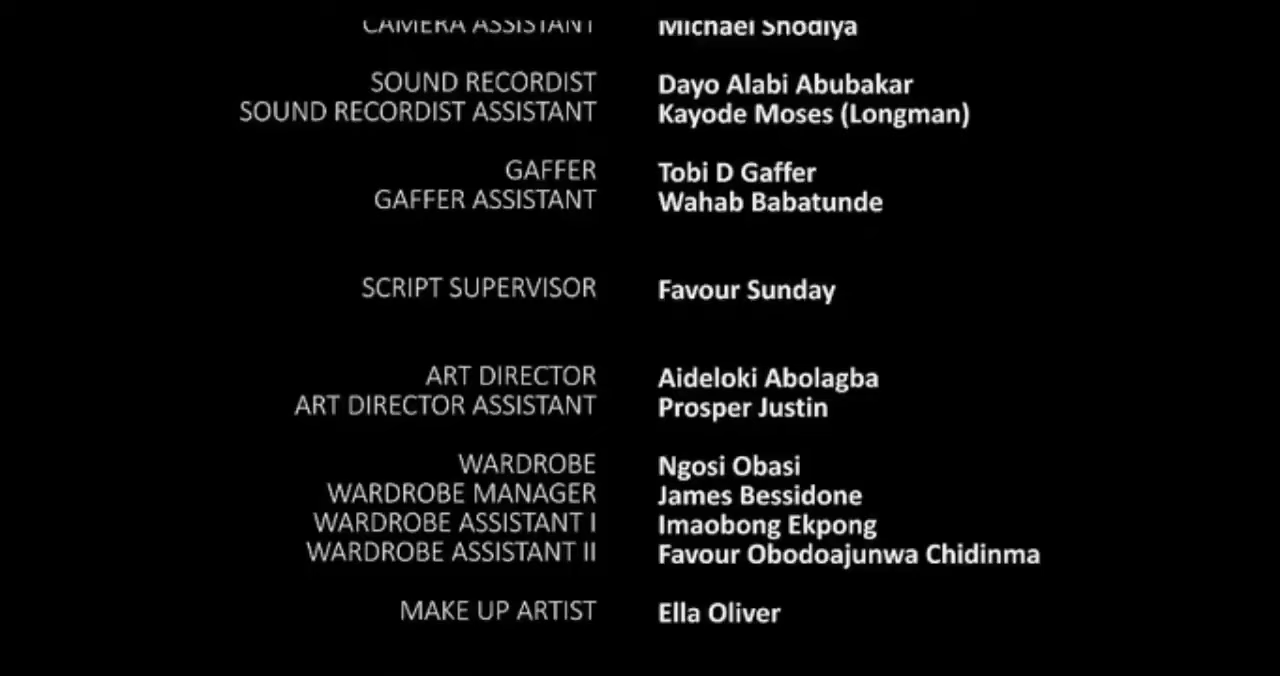 CAMERA ASSISTANT Michael Shodiya
SOUND RECORDIST Dayo Alabi Abubakar
SOUND RECORDIST ASSISTANT Kayode Moses (Longman)
GAFFER Tobi D Gaffer
GAFFER ASSISTANT Wahab Babatunde
SCRIPT SUPERVISOR Favour Sunday
ART DIRECTOR Aideloki Abolagba
ART DIRECTOR ASSISTANT Prosper Justin
WARDROBE Ngosi Obasi
WARDROBE MANAGER James Bessidone
WARDROBE ASSISTANT I Imaobong Ekpong
WARDROBE ASSISTANT II Favour Obodoajunwa Chidinma
MAKE UP ARTIST Ella Oliver